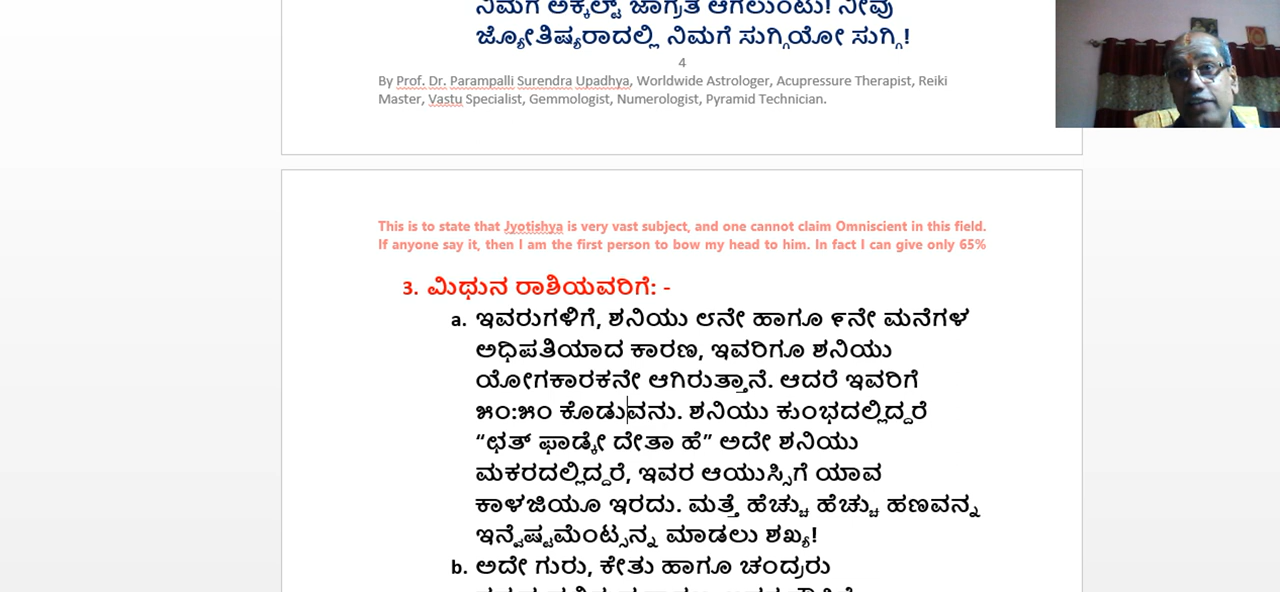 ನಿಮಗೆ ಅಕ್ಕಲ್ಟ್ ಜಾಗ್ರತೆ ಆಗಲುಂಟು! ನೀವು
ಜ್ಯೋತಿಷ್ಯರಾದಲ್ಲಿ ನಿಮಗೆ ಸುಗ್ಗಿಯೋ ಸುಗ್ಗಿ!
4
By Prof. Dr. Parampalli Surendra Upadhya, Worldwide Astrologer, Acupressure Therapist, Reiki
Master, Vastu Specialist, Gemmologist, Numerologist, Pyramid Technician.
This is to state that Jyotishya is very vast subject, and one cannot claim Omniscient in this field.
If anyone say it, then I am the first person to bow my head to him. In fact I can give only 65%
3. ಮಿಥುನ ರಾಶಿಯವರಿಗೆ: -
a. ಇವರುಗಳಿಗೆ, ಶನಿಯು ೮ನೇ ಹಾಗೂ ೯ನೇ ಮನೆಗಳ
ಅಧಿಪತಿಯಾದ ಕಾರಣ, ಇವರಿಗೂ ಶನಿಯು
ಯೋಗಕಾರಕನೇ ಆಗಿರುತ್ತಾನೆ. ಆದರೆ ಇವರಿಗೆ
೫೦:೫೦ ಕೊಡುವನು. ಶನಿಯು ಕುಂಭದಲ್ಲಿದ್ದರೆ
“ಛತ್ ಫಾಡ್ಕೇ ದೇತಾ ಹೆ” ಅದೇ ಶನಿಯು
ಮಕರದಲ್ಲಿದ್ದರೆ, ಇವರ ಆಯುಸ್ಸಿಗೆ ಯಾವ
ಕಾಳಜಿಯೂ ಇರದು. ಮತ್ತೆ ಹೆಚ್ಚು ಹೆಚ್ಚು ಹಣವನ್ನ
ಇನ್ವೆಷ್ಟಮೆಂಟ್ಸನ್ನ ಮಾಡಲು ಶಖ್ಯ!
b. ಅದೇ ಗುರು, ಕೇತು ಹಾಗೂ ಚಂದ್ರರು